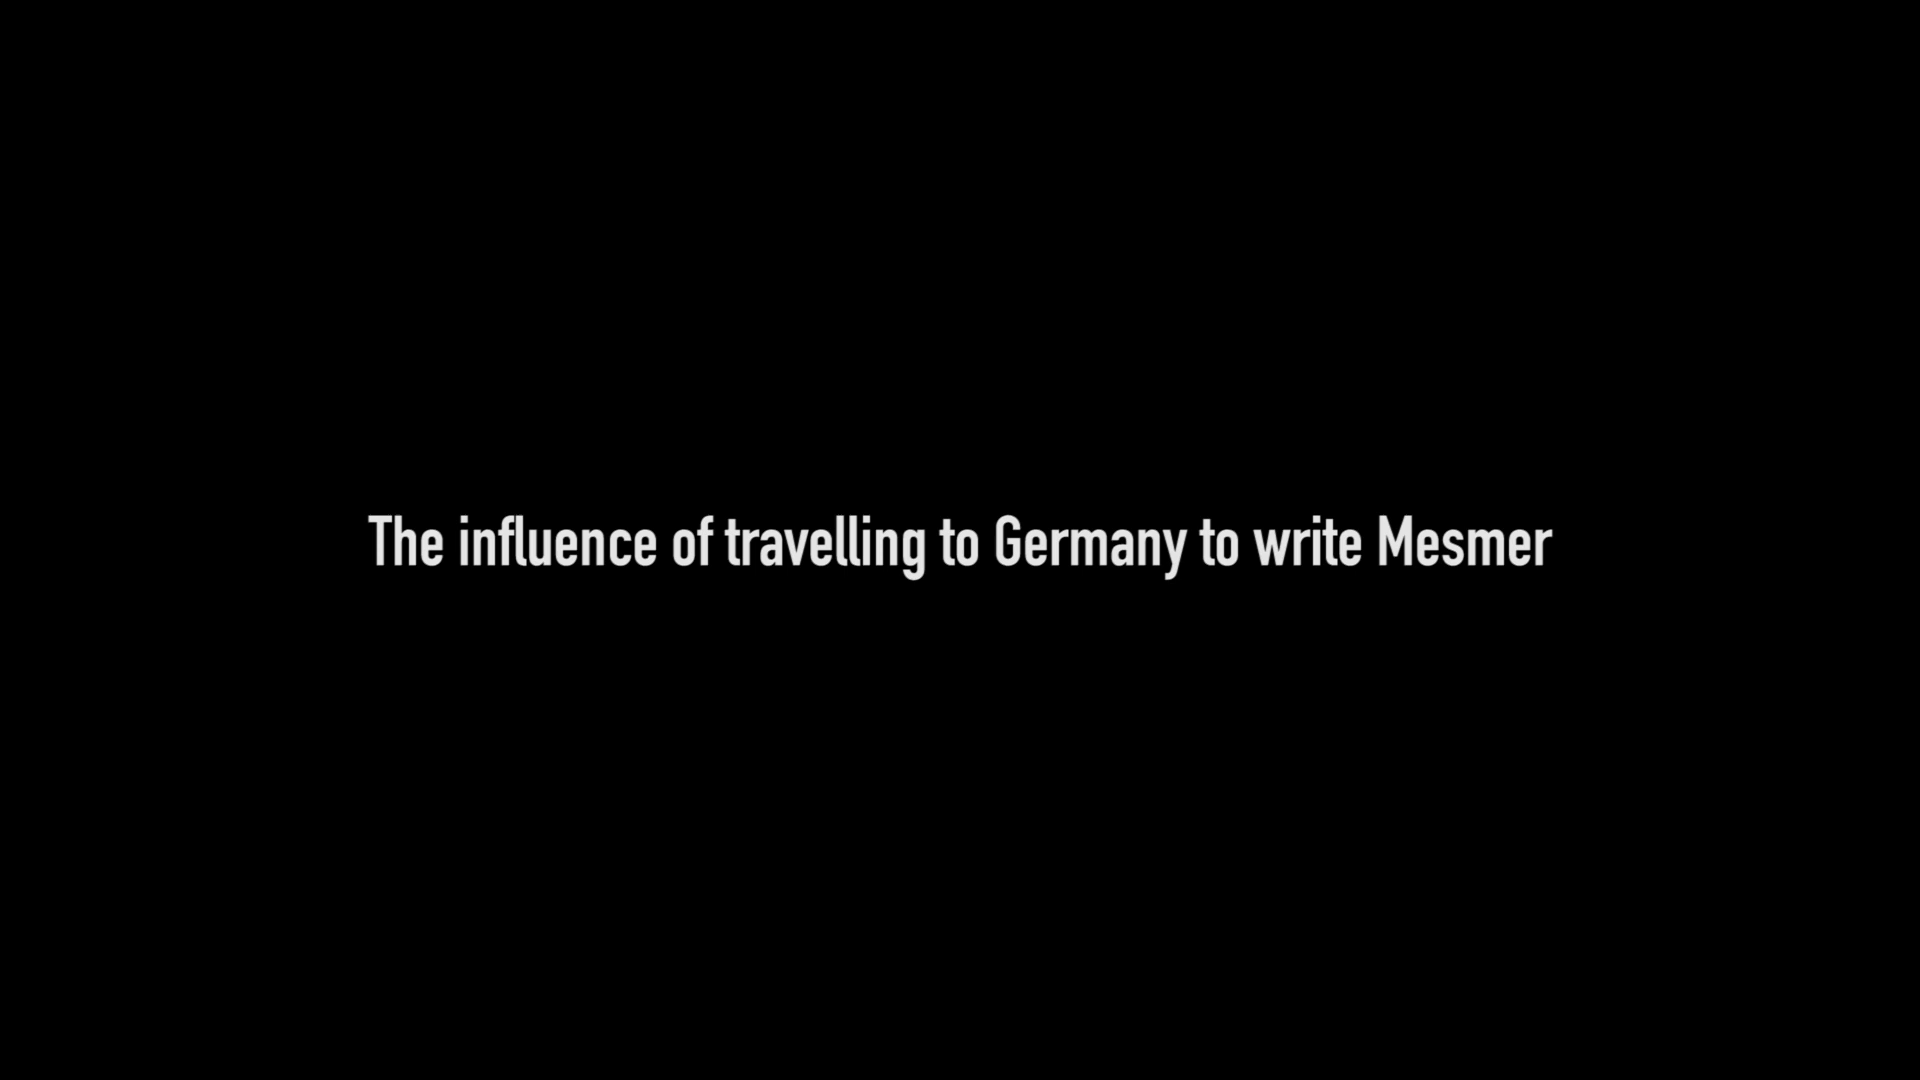 The influence of travelling to Germany to write Mesmer